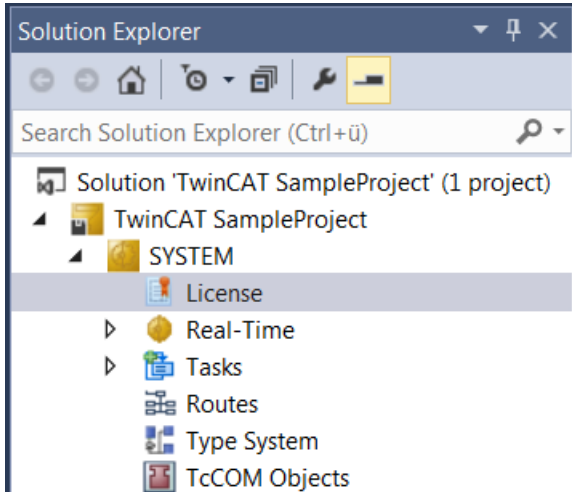 Solution Explorer
Search Solution Explorer (Ctrl+ü)
Solution 'TwinCAT SampleProject' (1 project)
TwinCAT SampleProject
SYSTEM
License
Real-Time
Tasks
Routes
Type System
TcCOM Objects